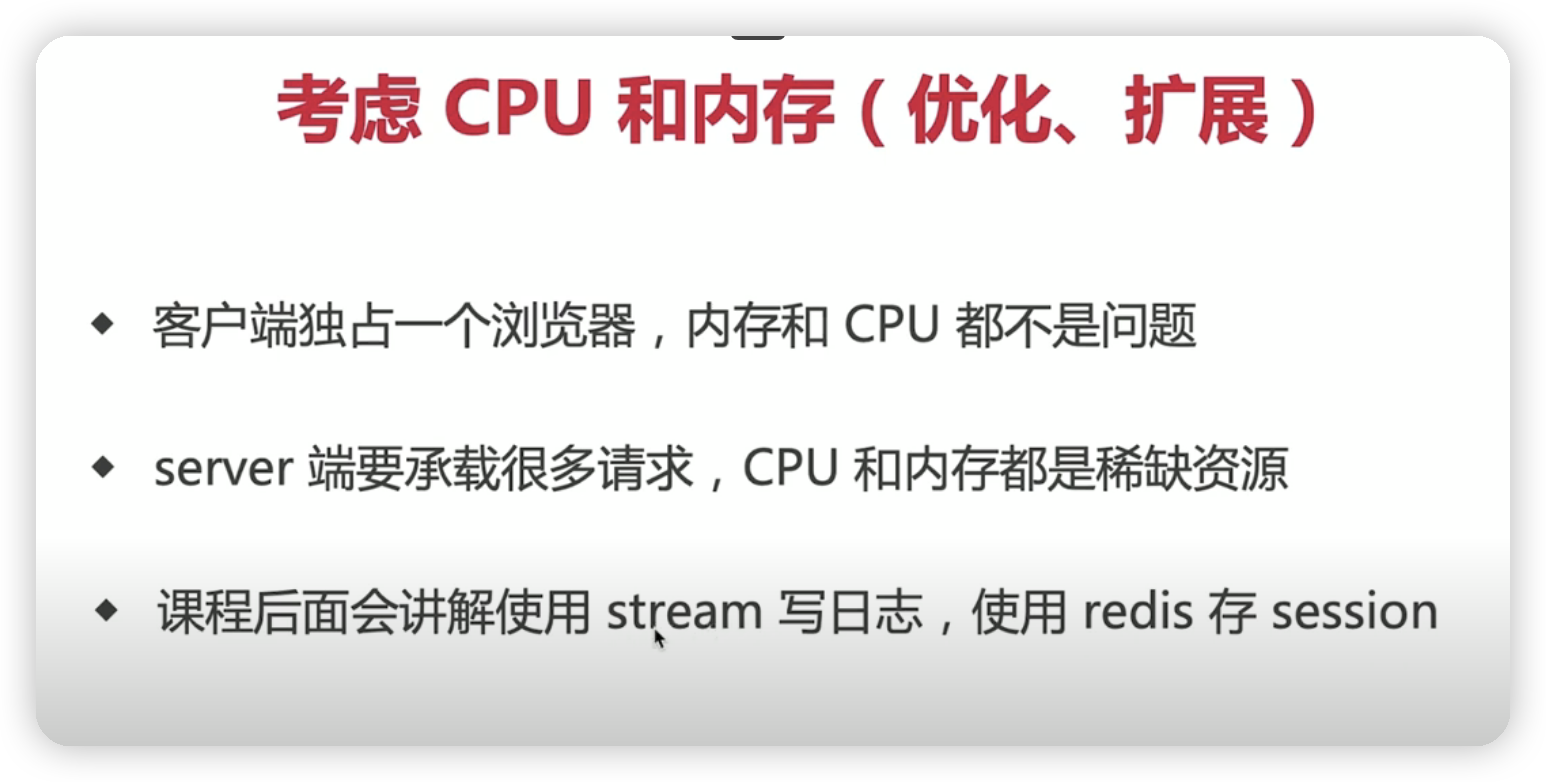 考虑 CPU 和内存（优化、扩展）
客户端独占一个浏览器，内存和 CPU 都不是问题
server 端要承载很多请求，CPU 和内存都是稀缺资源
课程后面会讲解使用 stream 写日志，使用 redis 存 session